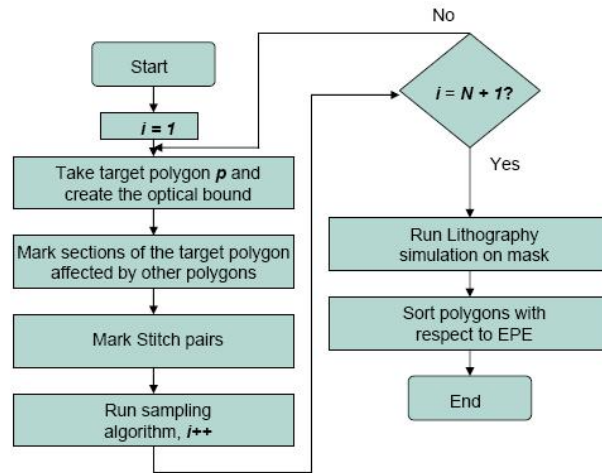 Start
i = 1
Take target polygon p and
create the optical bound
Mark sections of the target polygon
affected by other polygons
Mark Stitch pairs
Run sampling
algorithm, i++
No
i = N + 1?
Yes
Run Lithography
simulation on mask
Sort polygons with
respect to EPE
End